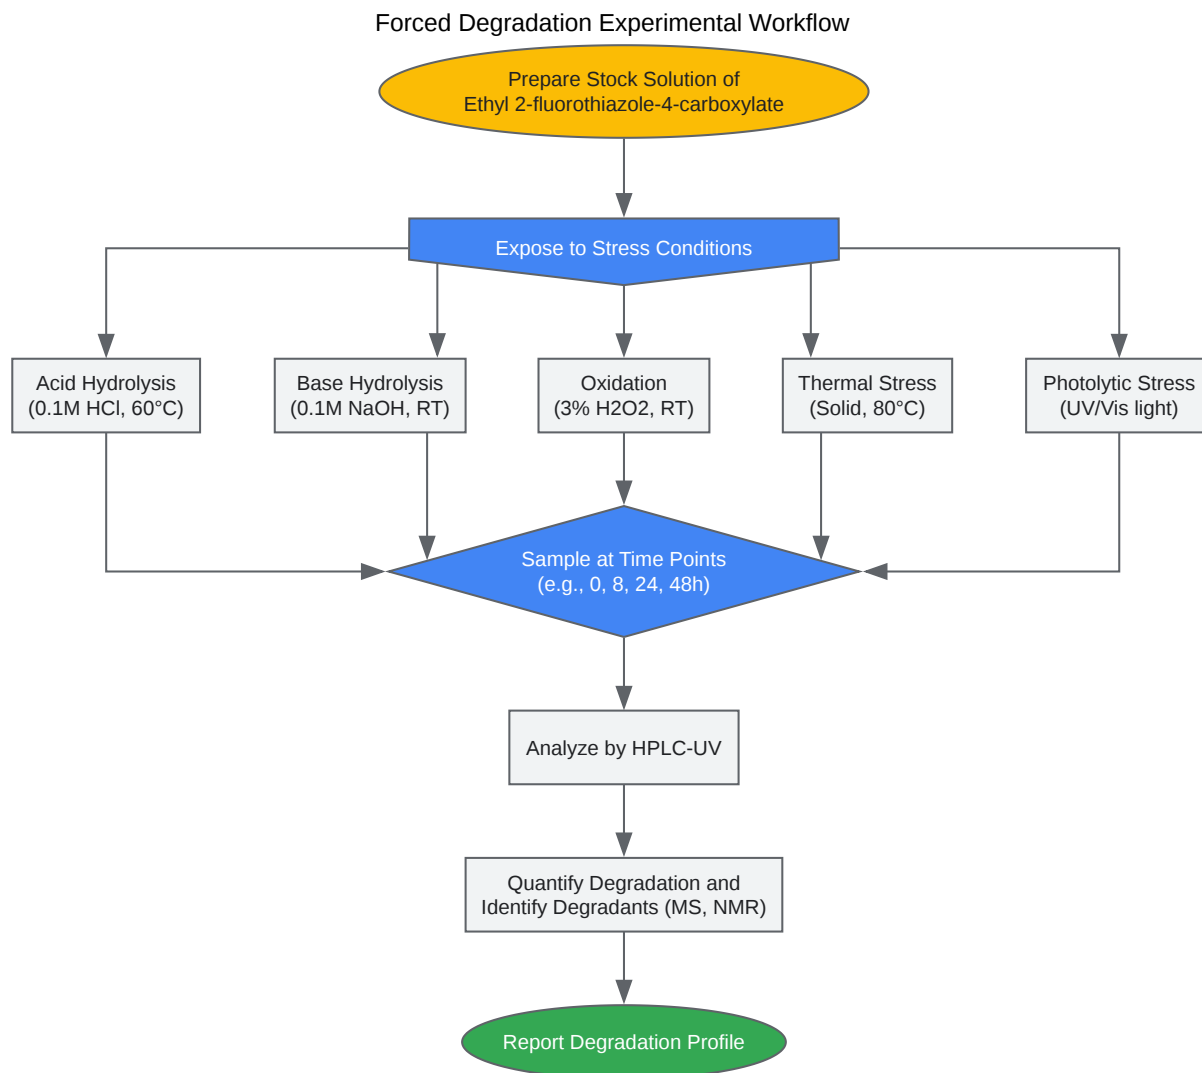 Forced Degradation Experimental Workflow
Prepare Stock Solution of
Ethyl 2-fluorothiazole-4-carboxylate
Expose to Stress Conditions
Acid Hydrolysis
(0.1M HCl, 60°C)
Base Hydrolysis
(0.1M NaOH, RT)
Oxidation
(3% H2O2, RT)
Thermal Stress
(Solid, 80°C)
Photolytic Stress
(UV/Vis light)
Sample at Time Points
(e.g., 0, 8, 24, 48h)
Analyze by HPLC-UV
Quantify Degradation and
Identify Degradants (MS, NMR)
Report Degradation Profile